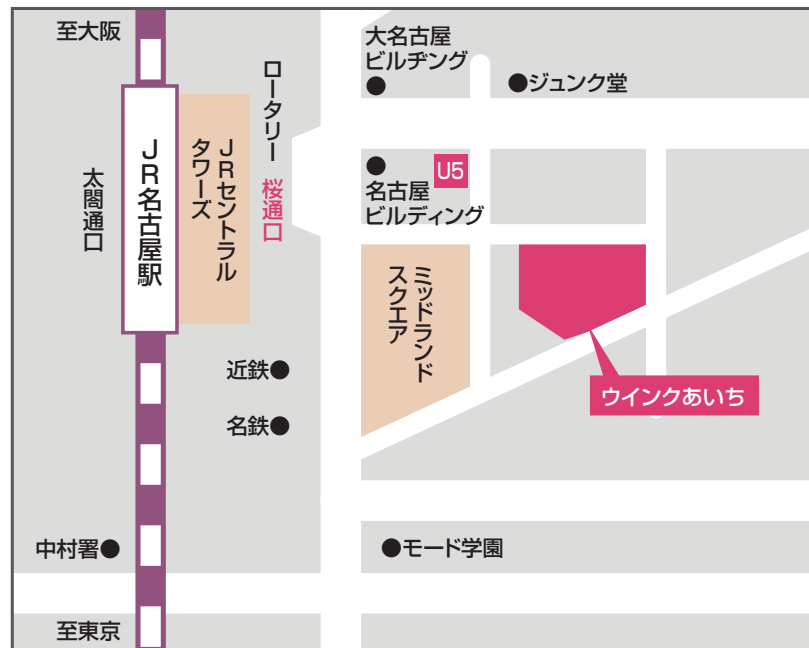 至大阪
大名古屋
ビルヂング
ジュンク堂
ロータリー
桜通口
JRセントラル
タワーズ
JR名古屋駅
太閤通口
U5
名古屋
ビルディング
ミッドランド
スクエア
ウインクあいち
近鉄
名鉄
中村署
モード学園
至東京